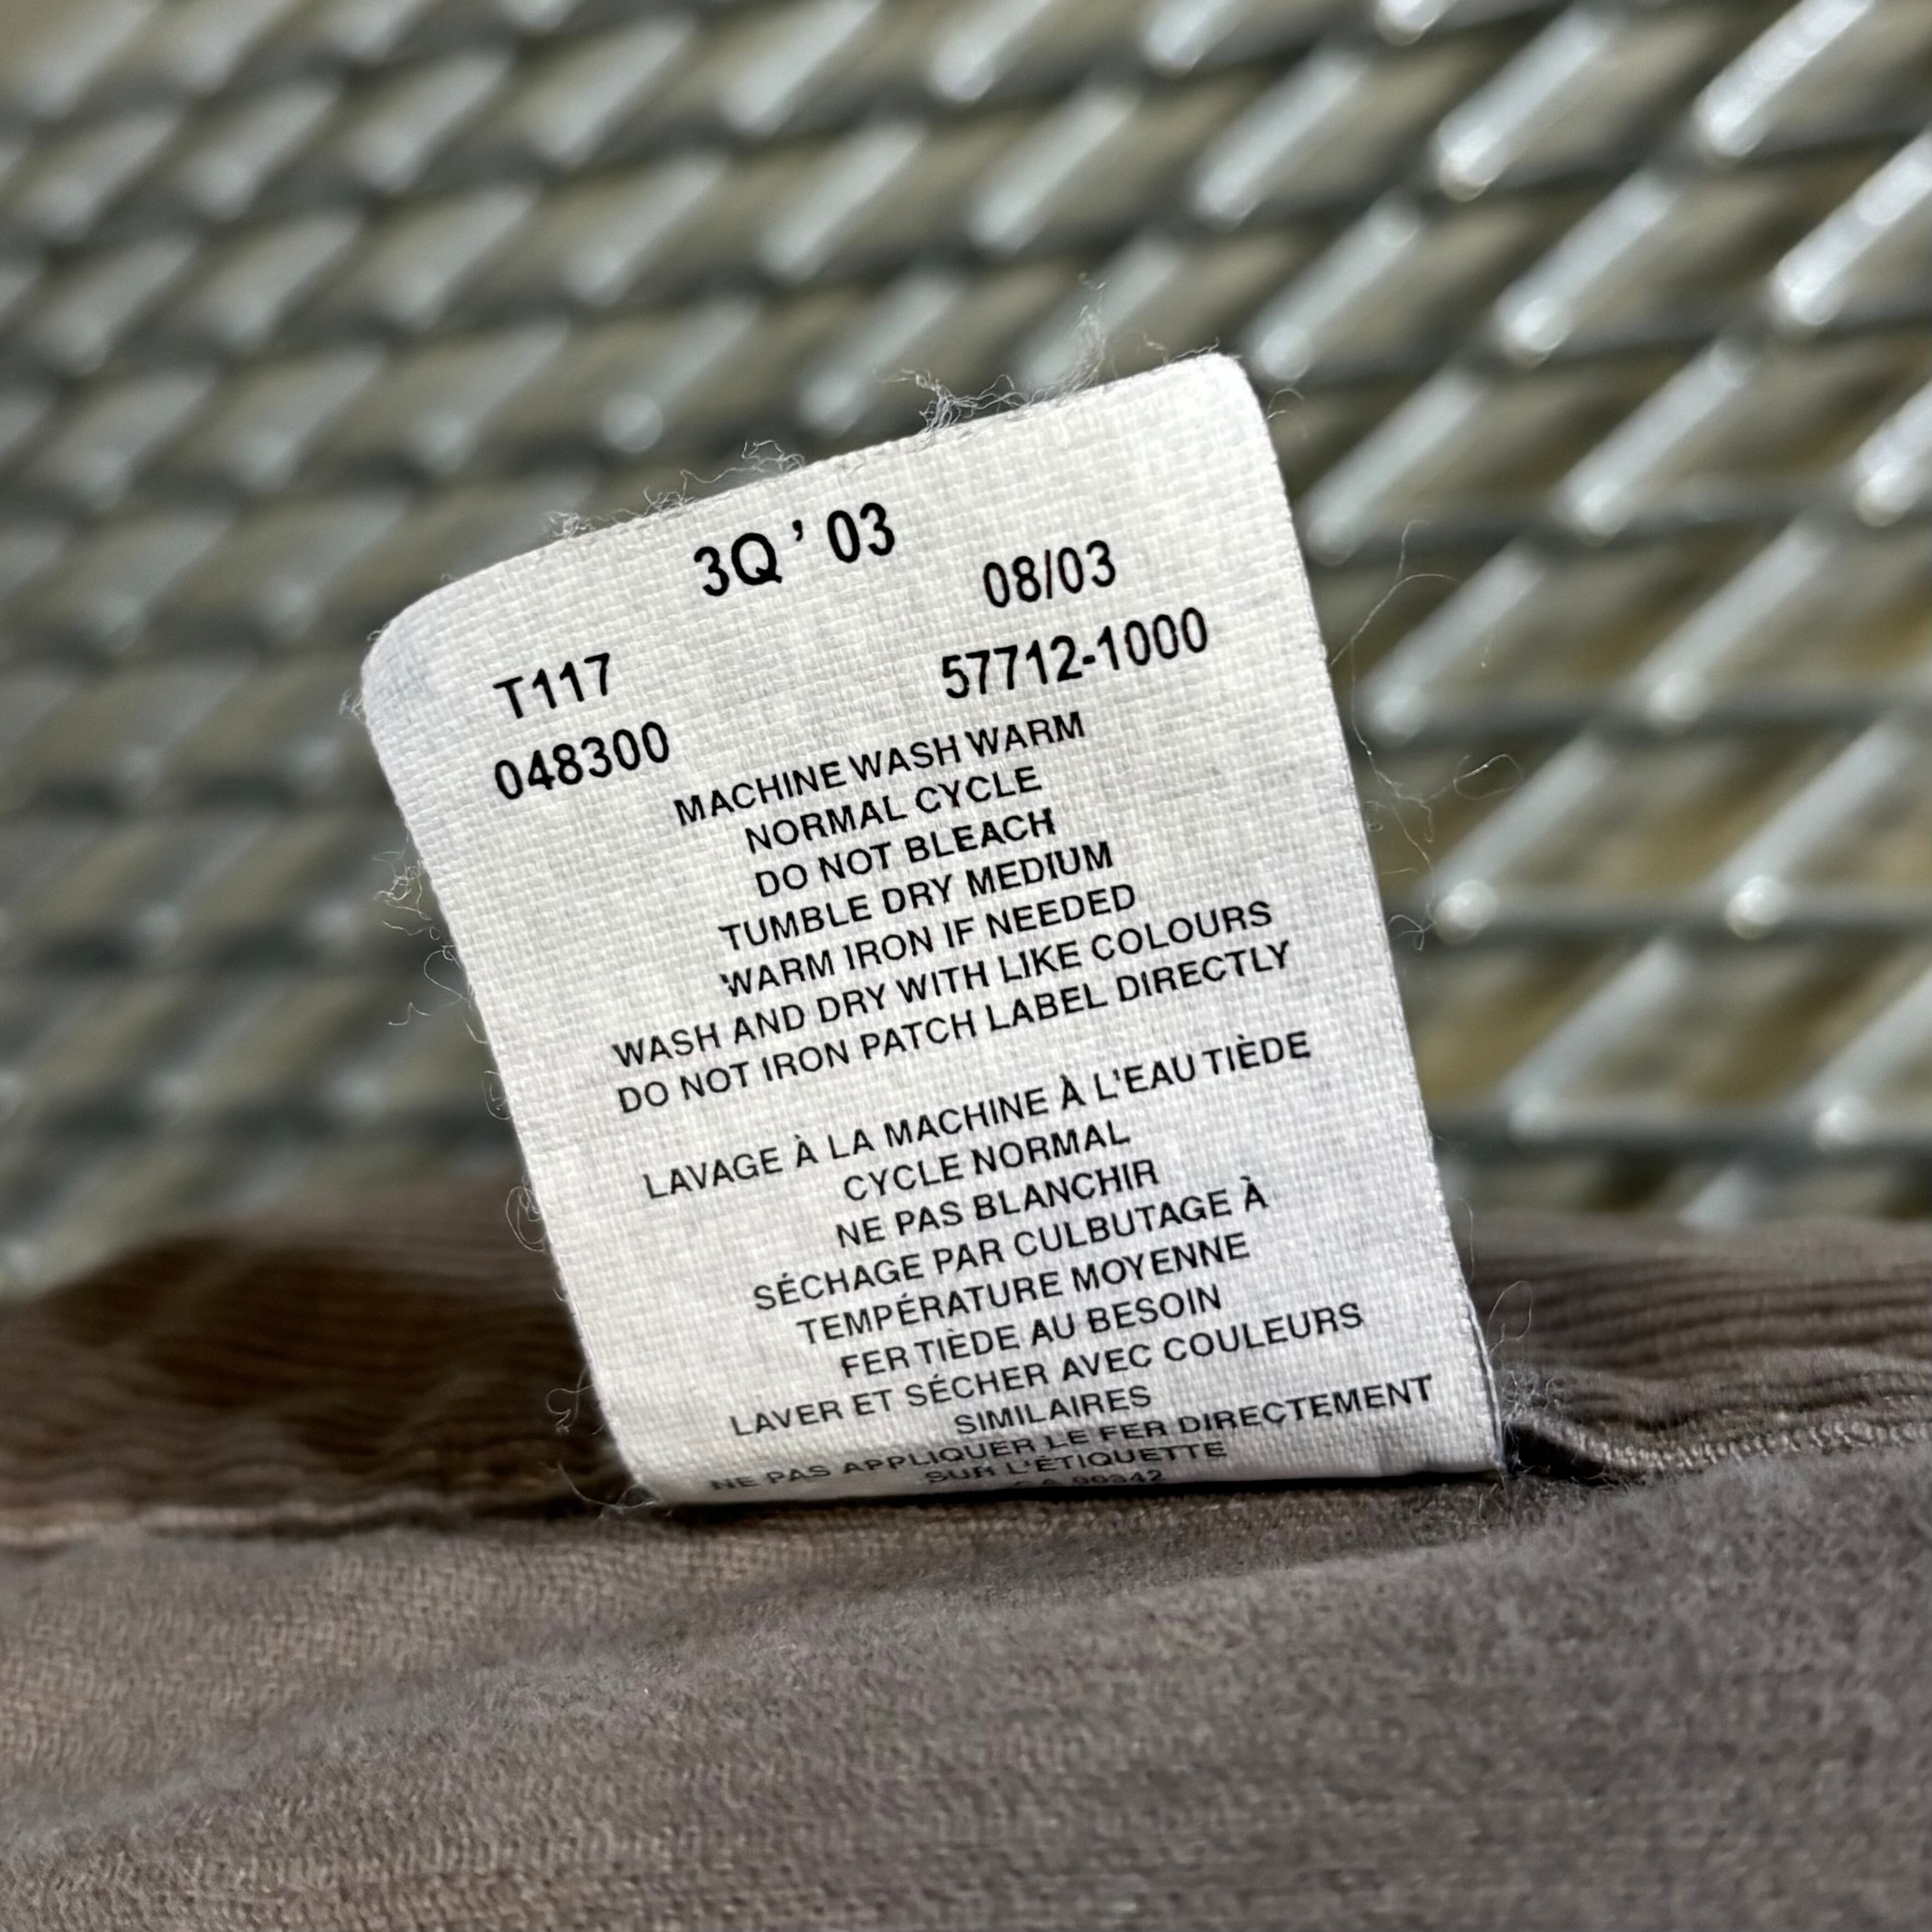 3Q ' 03
08/03
T117 57712-1000
048300
MACHINE WASH WARM
NORMAL CYCLE
DO NOT BLEACH
TUMBLE DRY MEDIUM
WARM IRON IF NEEDED
WASH AND DRY WITH LIKE COLOURS
DO NOT IRON PATCH LABEL DIRECTLY
LAVAGE À LA MACHINE À L'EAU TIÈDE
CYCLE NORMAL
NE PAS BLANCHIR
SÉCHAGE PAR CULBUTAGE À
TEMPÉRATURE MOYENNE
FER TIÈDE AU BESOIN
LAVER ET SÉCHER AVEC COULEURS
SIMILAIRES
NE PAS APPLIQUER LE FER DIRECTEMENT
SUR L'ÉTIQUETTE